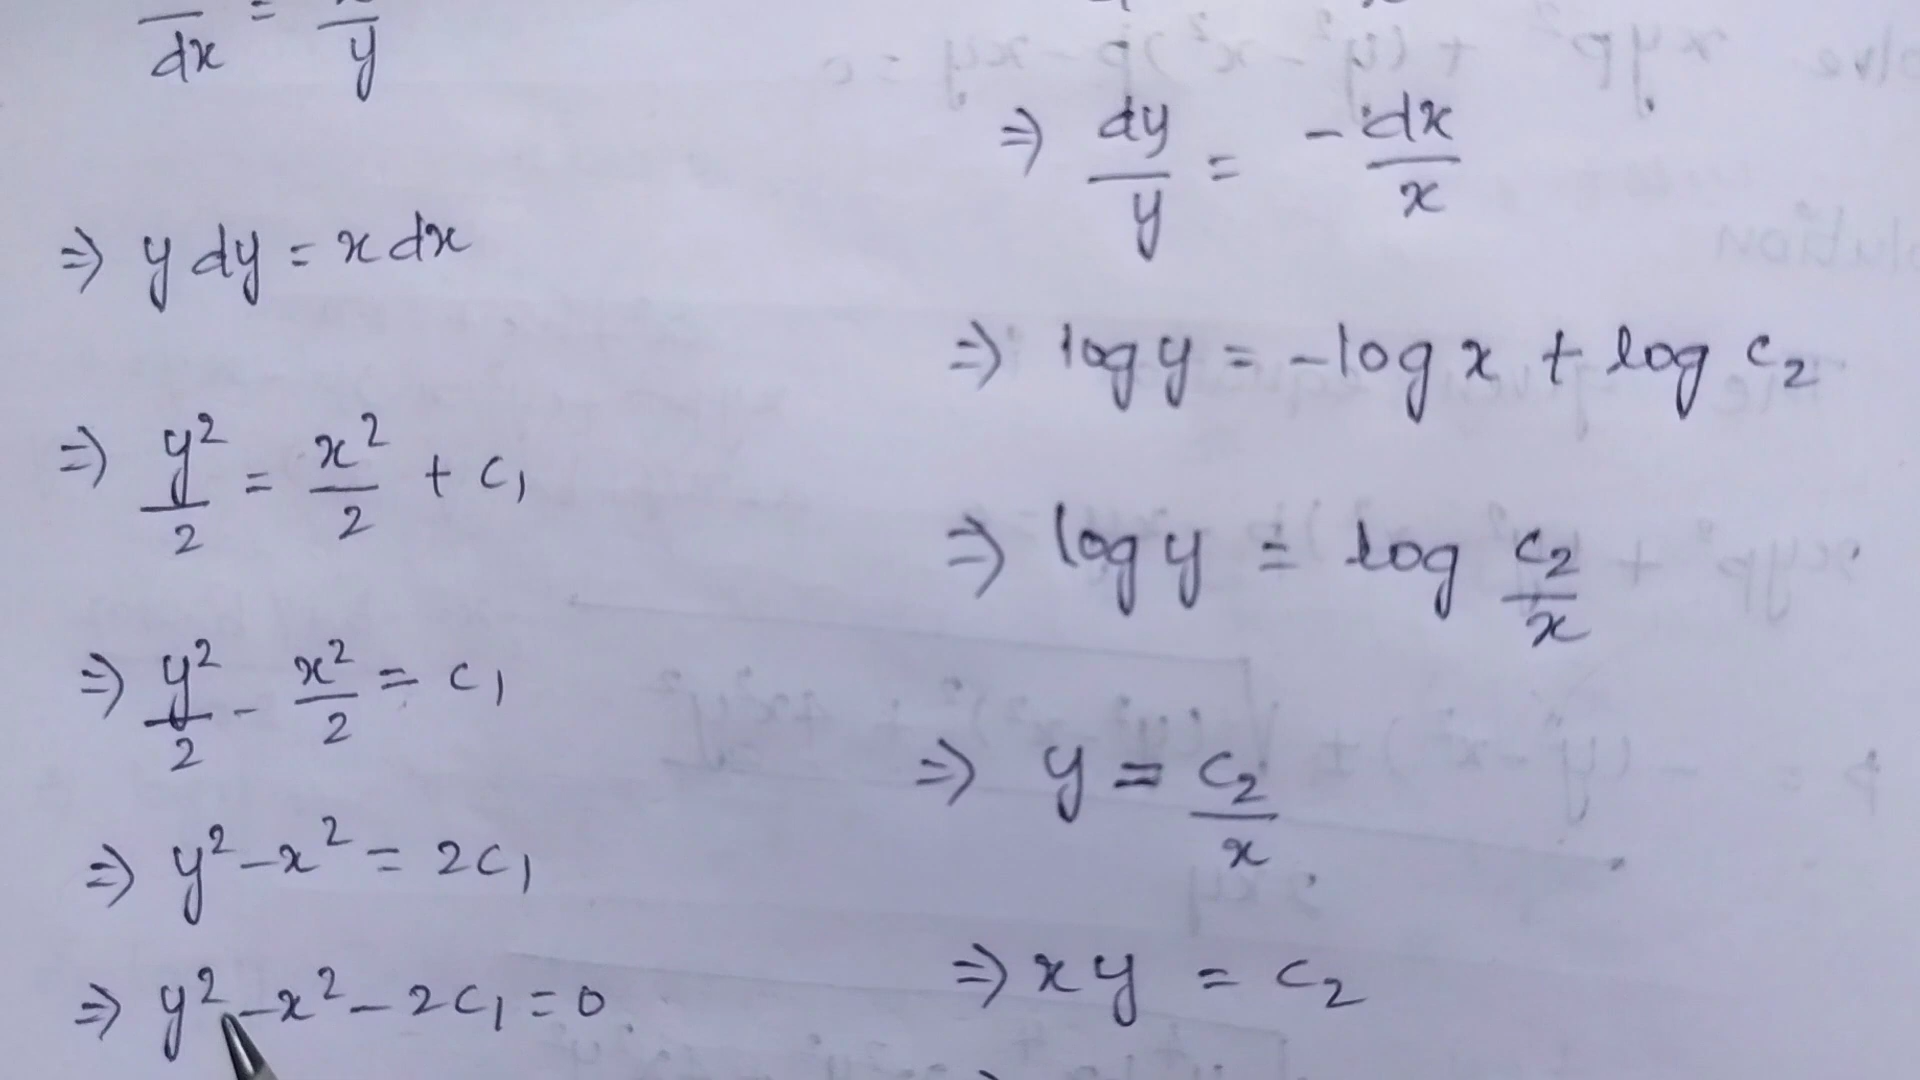 dx = y
⇒ y dy = x dx
⇒ y²/2 = x²/2 + c₁
⇒ y²/2 - x²/2 = c₁
⇒ y² - x² = 2c₁
⇒ y² - x² - 2c₁ = 0
⇒ dy/y = - dx/x
⇒ log y = - log x + log c₂
⇒ log y = log c₂/x
⇒ y = c₂/x
⇒ xy = c₂